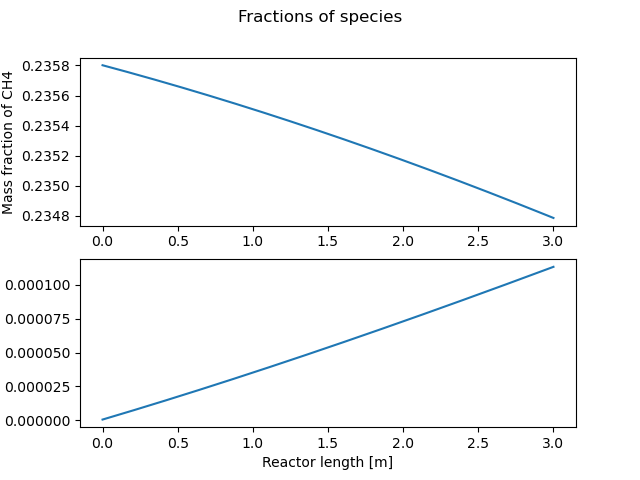 Fractions of species
Mass fraction of CH4
0.2358
0.2356
0.2354
0.2352
0.2350
0.2348
0.0 0.5 1.0 1.5 2.0 2.5 3.0
0.000100
0.000075
0.000050
0.000025
0.000000
0.0 0.5 1.0 1.5 2.0 2.5 3.0
Reactor length [m]